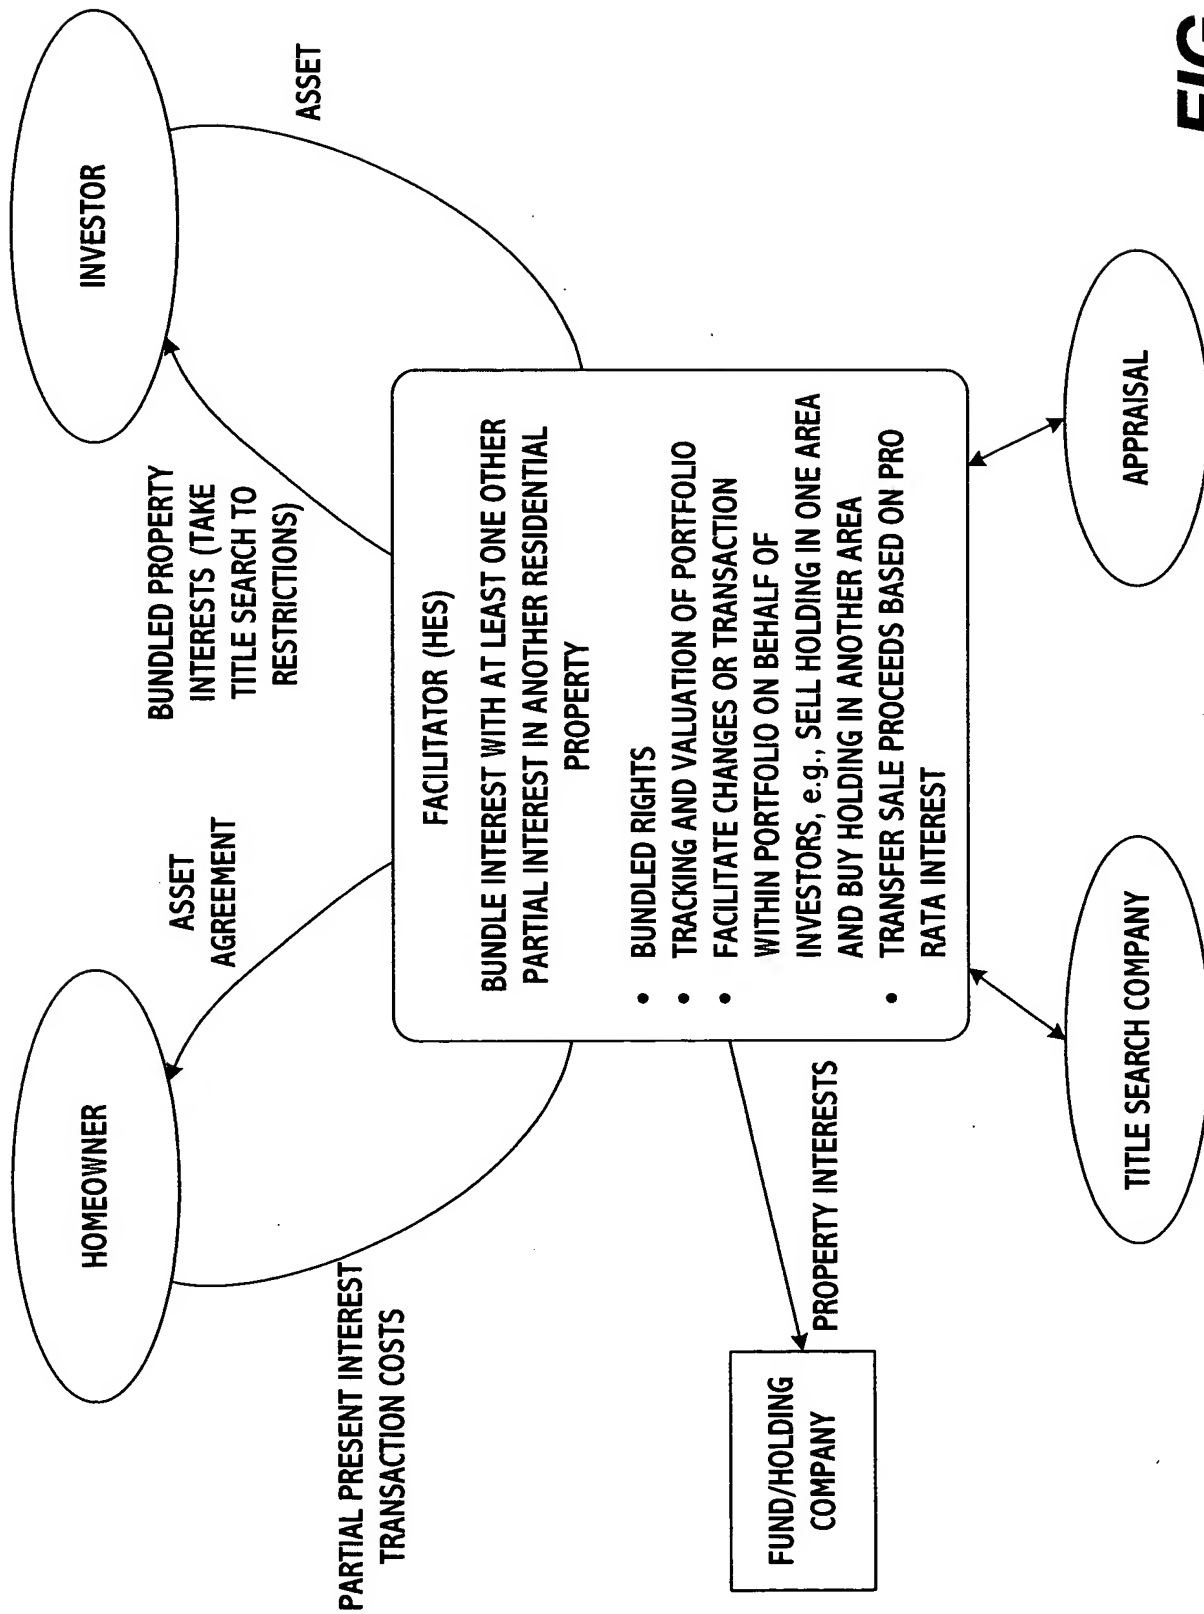 HOMEOWNER
INVESTOR
ASSET
AGREEMENT
BUNDLED PROPERTY
INTERESTS (TAKE
TITLE SEARCH TO
RESTRICTIONS)
ASSET
PARTIAL PRESENT INTEREST
TRANSACTION COSTS
FACILITATOR (HES)
BUNDLE INTEREST WITH AT LEAST ONE OTHER
PARTIAL INTEREST IN ANOTHER RESIDENTIAL
PROPERTY
• BUNDLED RIGHTS
• TRACKING AND VALUATION OF PORTFOLIO
• FACILITATE CHANGES OR TRANSACTION
WITHIN PORTFOLIO ON BEHALF OF
INVESTORS, e.g., SELL HOLDING IN ONE AREA
AND BUY HOLDING IN ANOTHER AREA
• TRANSFER SALE PROCEEDS BASED ON PRO
RATA INTEREST
PROPERTY INTERESTS
FUND/HOLDING
COMPANY
TITLE SEARCH COMPANY
APPRAISAL
FIG